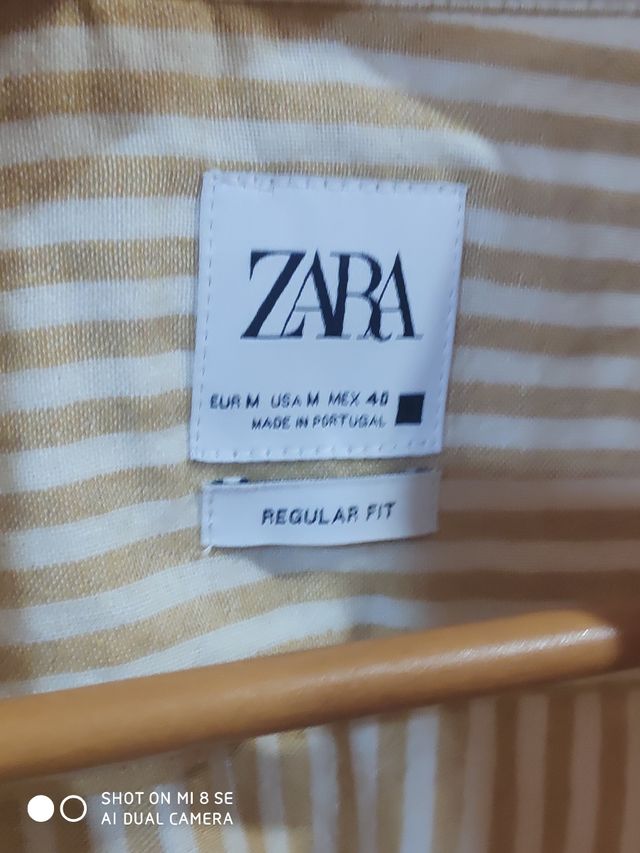 ZARA
EUR M USA M MEX 40
MADE IN PORTUGAL
REGULAR FIT
SHOT ON MI 8 SE
AI DUAL CAMERA